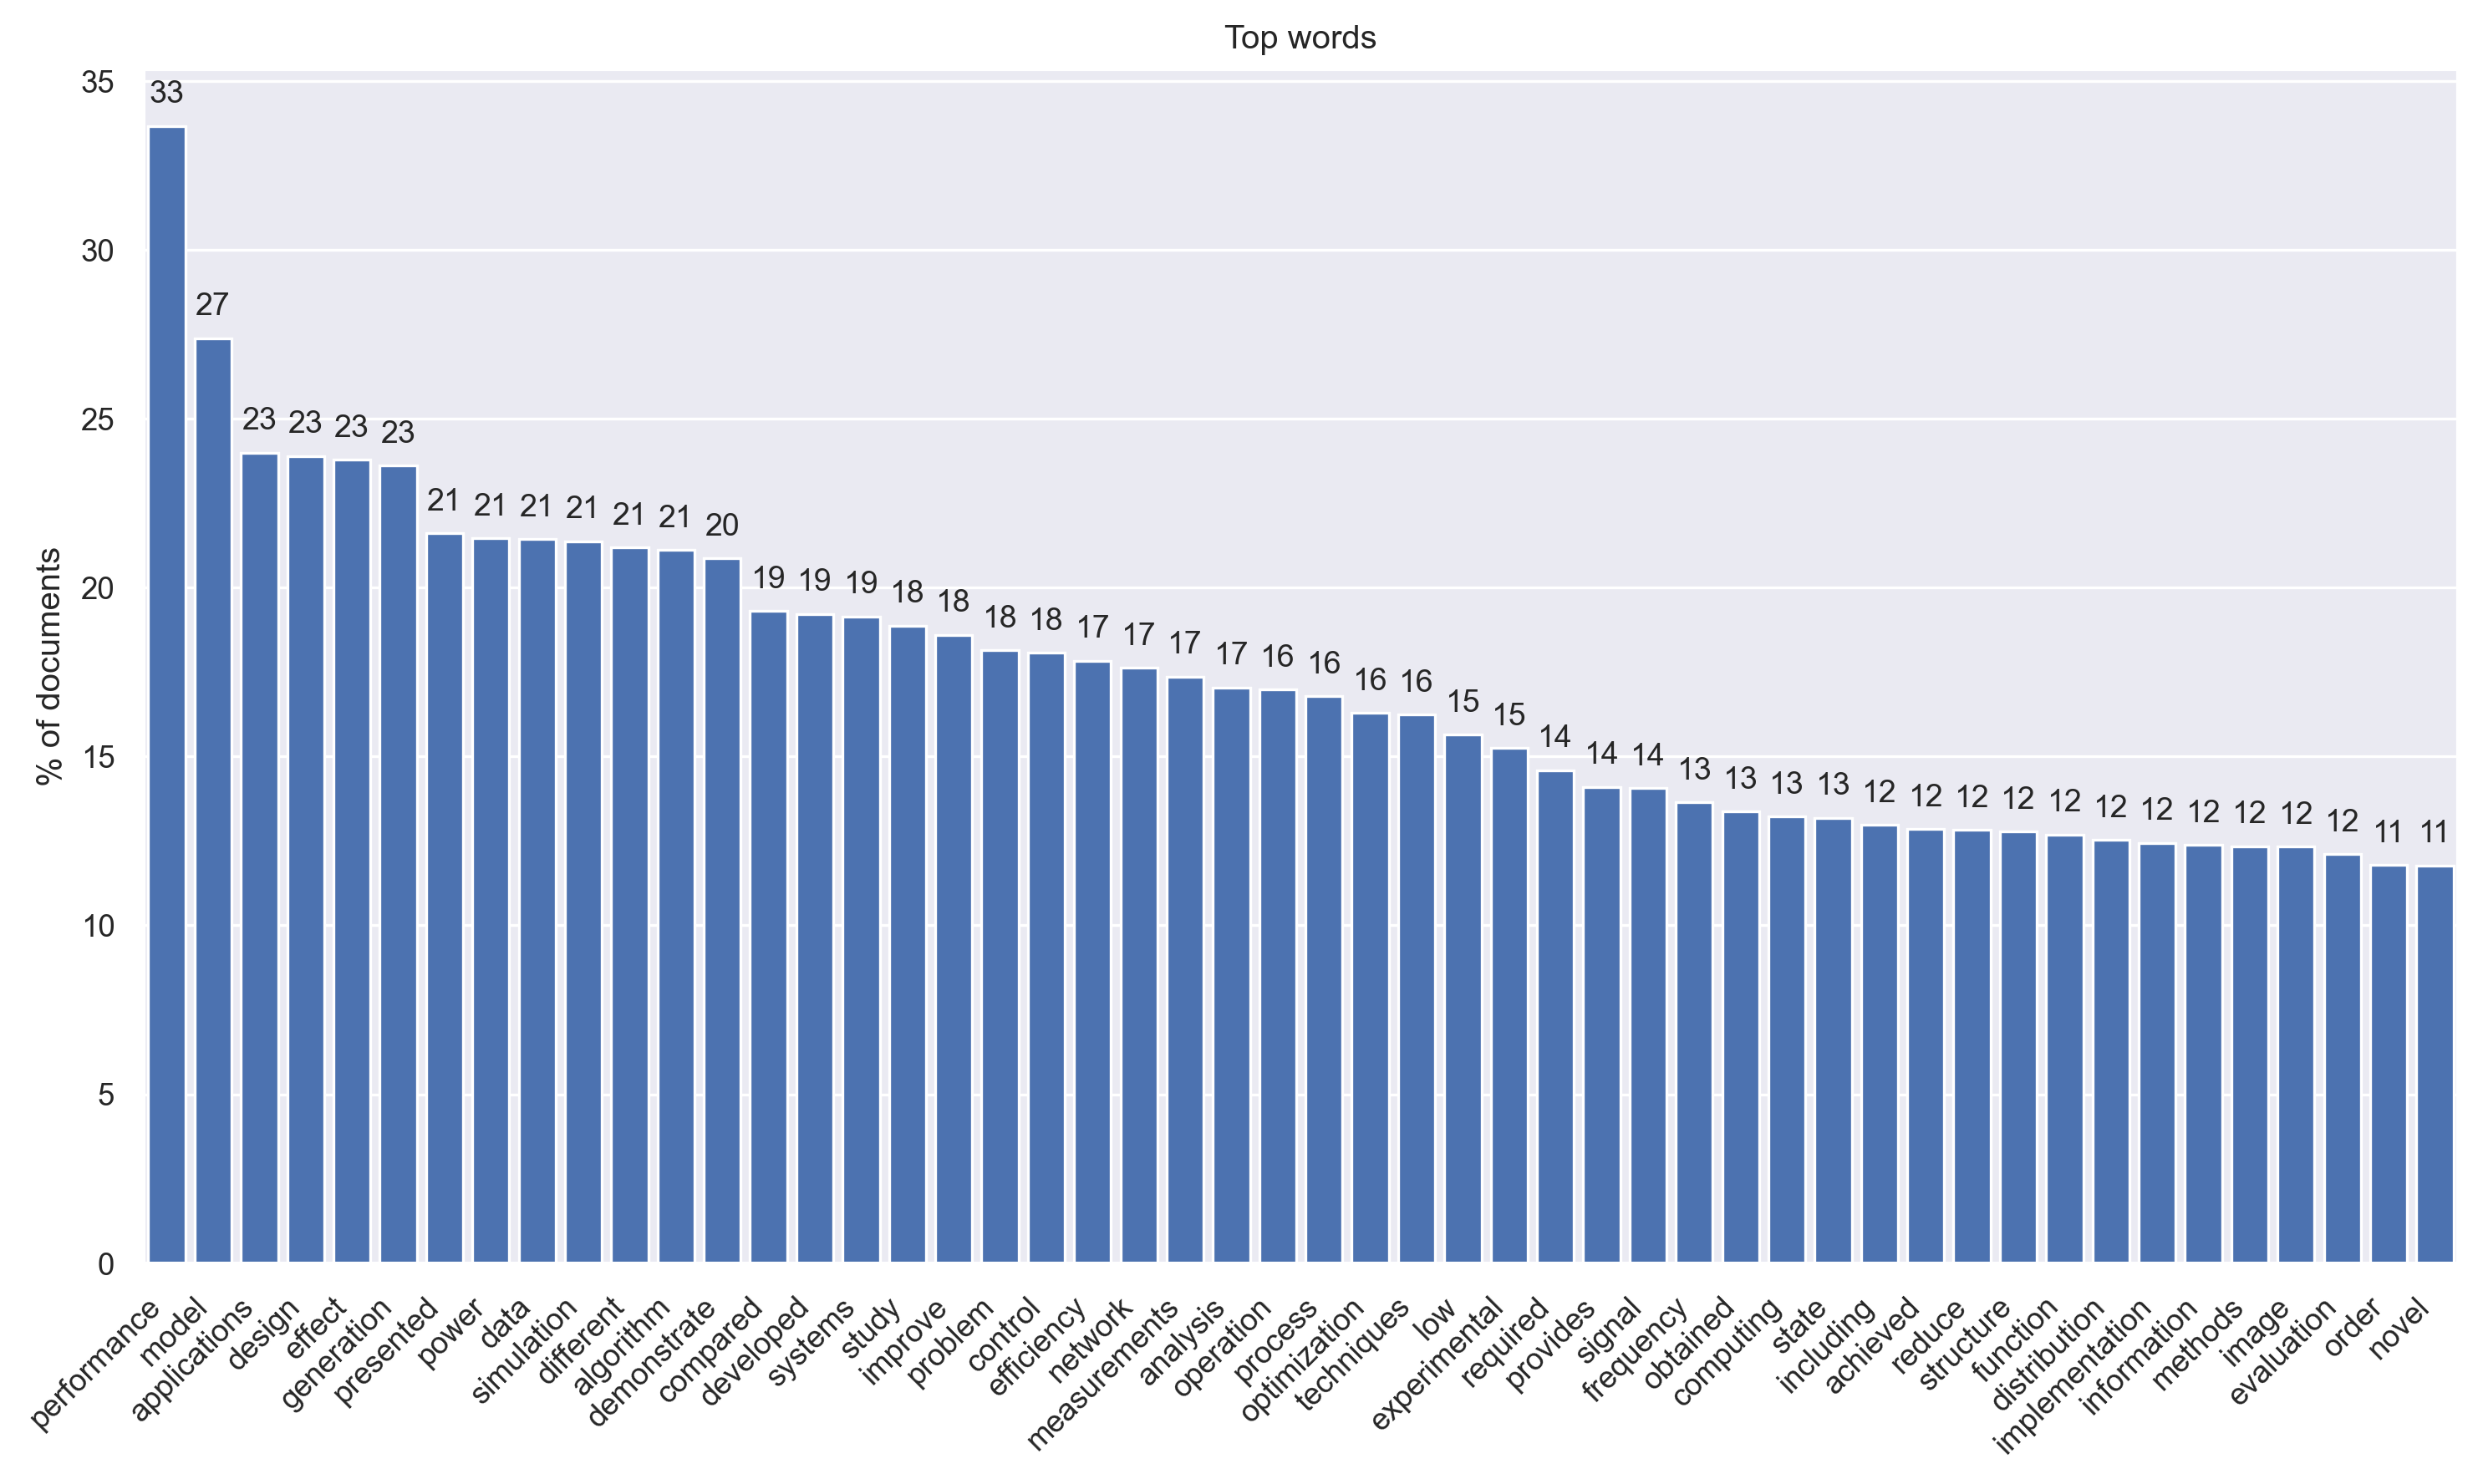 Top words
% of documents
35
30
25
20
15
10
5
0
33
27
23
23
23
23
21
21
21
21
21
21
20
19
19
19
18
18
18
18
17
17
17
17
16
16
16
16
15
15
14
14
14
13
13
13
13
12
12
12
12
12
12
12
12
12
12
12
11
11
performance
model
applications
design
effect
generation
presented
power
data
simulation
different
algorithm
demonstrate
compared
developed
systems
study
improve
problem
control
efficiency
network
measurements
analysis
operation
process
optimization
techniques
low
experimental
required
provides
signal
frequency
obtained
computing
state
including
achieved
reduce
structure
function
distribution
implementation
information
methods
image
evaluation
order
novel